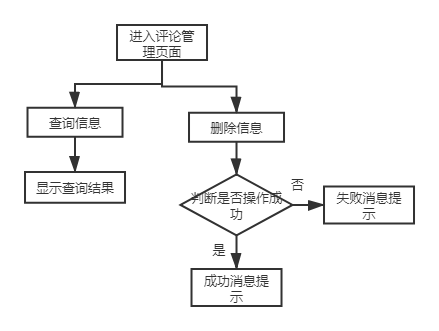 进入评论管
理页面
查询信息
删除信息
显示查询结果
判断是否操作成
功
否
失败消息提
示
是
成功消息提
示